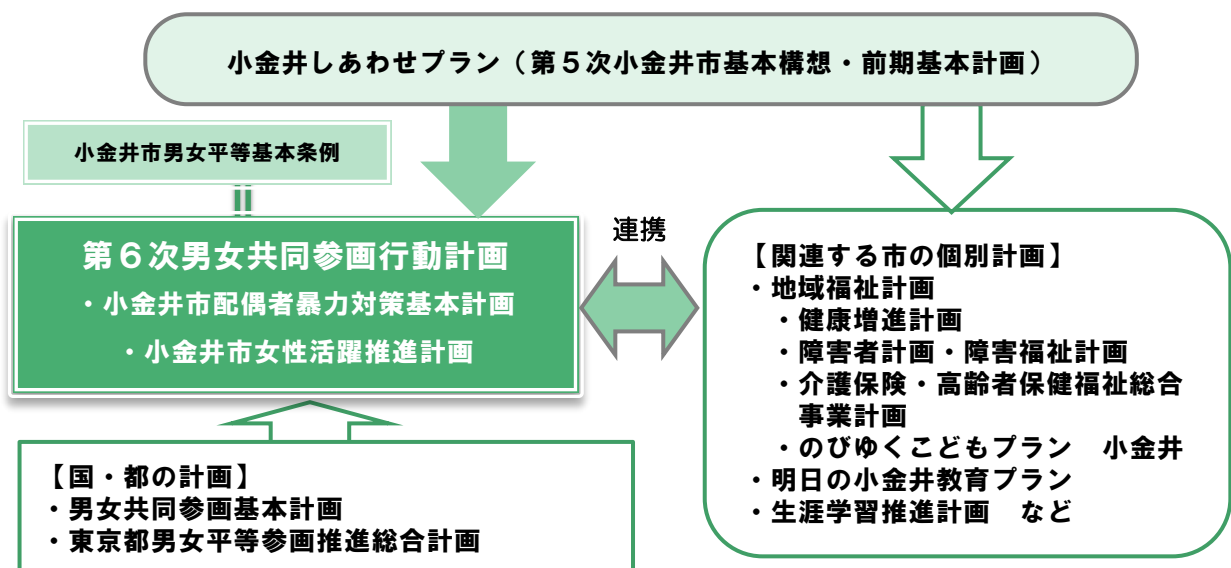 小金井しあわせプラン（第５次小金井市基本構想・前期基本計画）
小金井市男女平等基本条例
第６次男女共同参画行動計画
・小金井市配偶者暴力対策基本計画
・小金井市女性活躍推進計画
連携
【関連する市の個別計画】
・地域福祉計画
・健康増進計画
・障害者計画・障害福祉計画
・介護保険・高齢者保健福祉総合
事業計画
・のびゆくこどもプラン　小金井
・明日の小金井教育プラン
・生涯学習推進計画　など
【国・都の計画】
・男女共同参画基本計画
・東京都男女平等参画推進総合計画